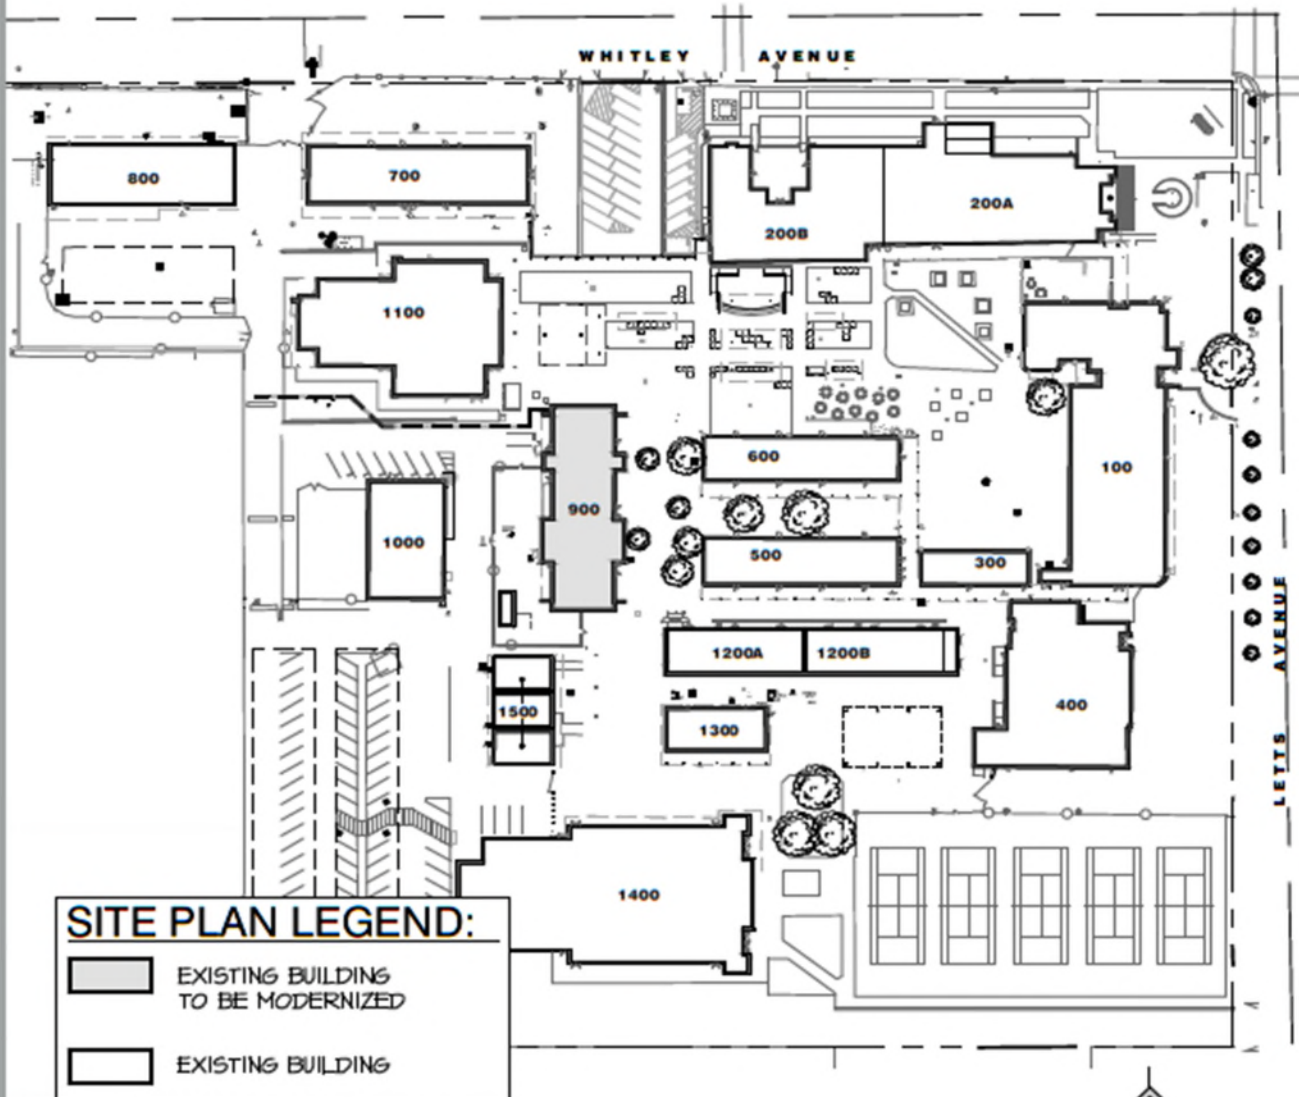 WHITLEY AVENUE
800
700
200A
200B
1100
600
100
900
1000
500
300
1200A
1200B
1500
1300
400
LETTS AVENUE
1400
SITE PLAN LEGEND:
EXISTING BUILDING
TO BE MODERNIZED
EXISTING BUILDING